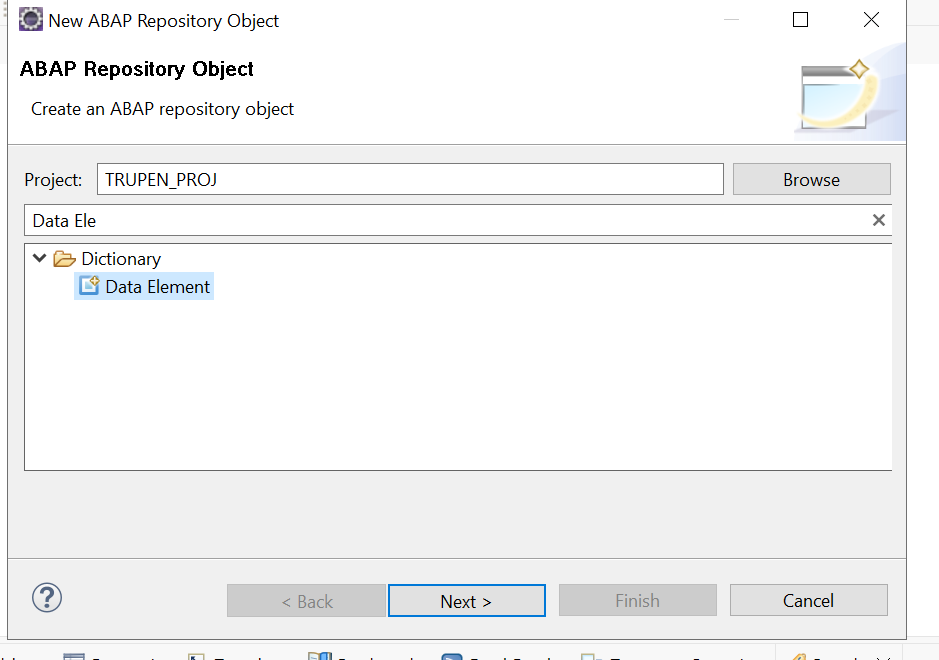 New ABAP Repository Object
ABAP Repository Object
Create an ABAP repository object
Project: TRUPEN_PROJ Browse
Data Ele
Dictionary
Data Element
< Back Next > Finish Cancel